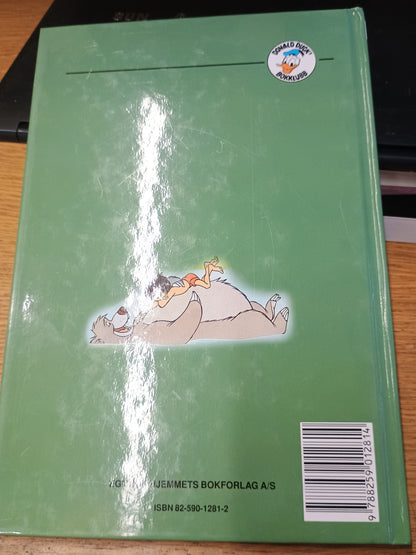 DONALD DUCK'S
BOKKLUBB
HJEMMETS BOKFORLAG A/S
ISBN 82-590-1281-2
9 788259 012814